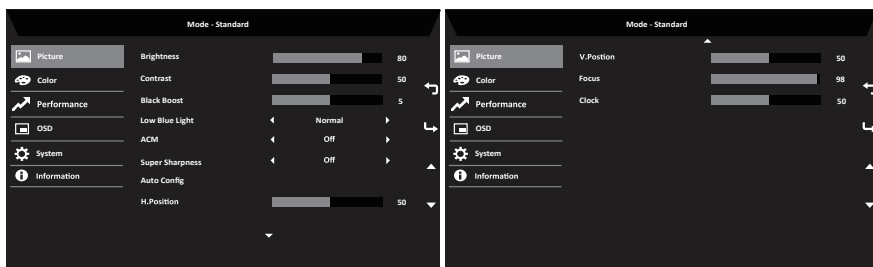 Mode - Standard
Picture
Color
Performance
OSD
System
Information
Brightness 80
Contrast 50
Black Boost 5
Low Blue Light Normal
ACM Off
Super Sharpness Off
Auto Config
H.Position 50
Mode - Standard
Picture
Color
Performance
OSD
System
Information
V.Postion 50
Focus 98
Clock 50